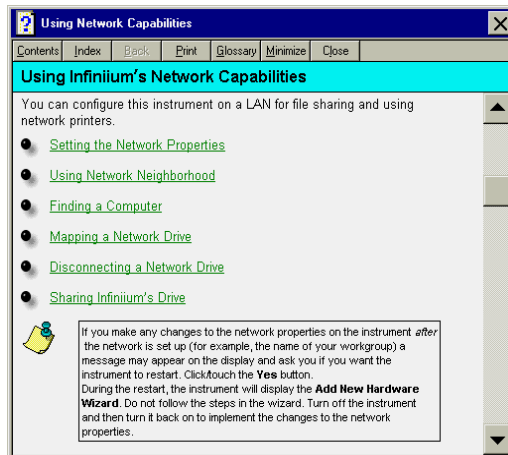 Using Network Capabilities
Contents Index Back Print Glossary Minimize Close
Using Infiniium's Network Capabilities
You can configure this instrument on a LAN for file sharing and using
network printers.
Setting the Network Properties
Using Network Neighborhood
Finding a Computer
Mapping a Network Drive
Disconnecting a Network Drive
Sharing Infiniium's Drive
If you make any changes to the network properties on the instrument after
the network is set up (for example, the name of your workgroup) a
message may appear on the display and ask you if you want the
instrument to restart. Click/touch the Yes button.
During the restart, the instrument will display the Add New Hardware
Wizard. Do not follow the steps in the wizard. Turn off the instrument
and then turn it back on to implement the changes to the network
properties.